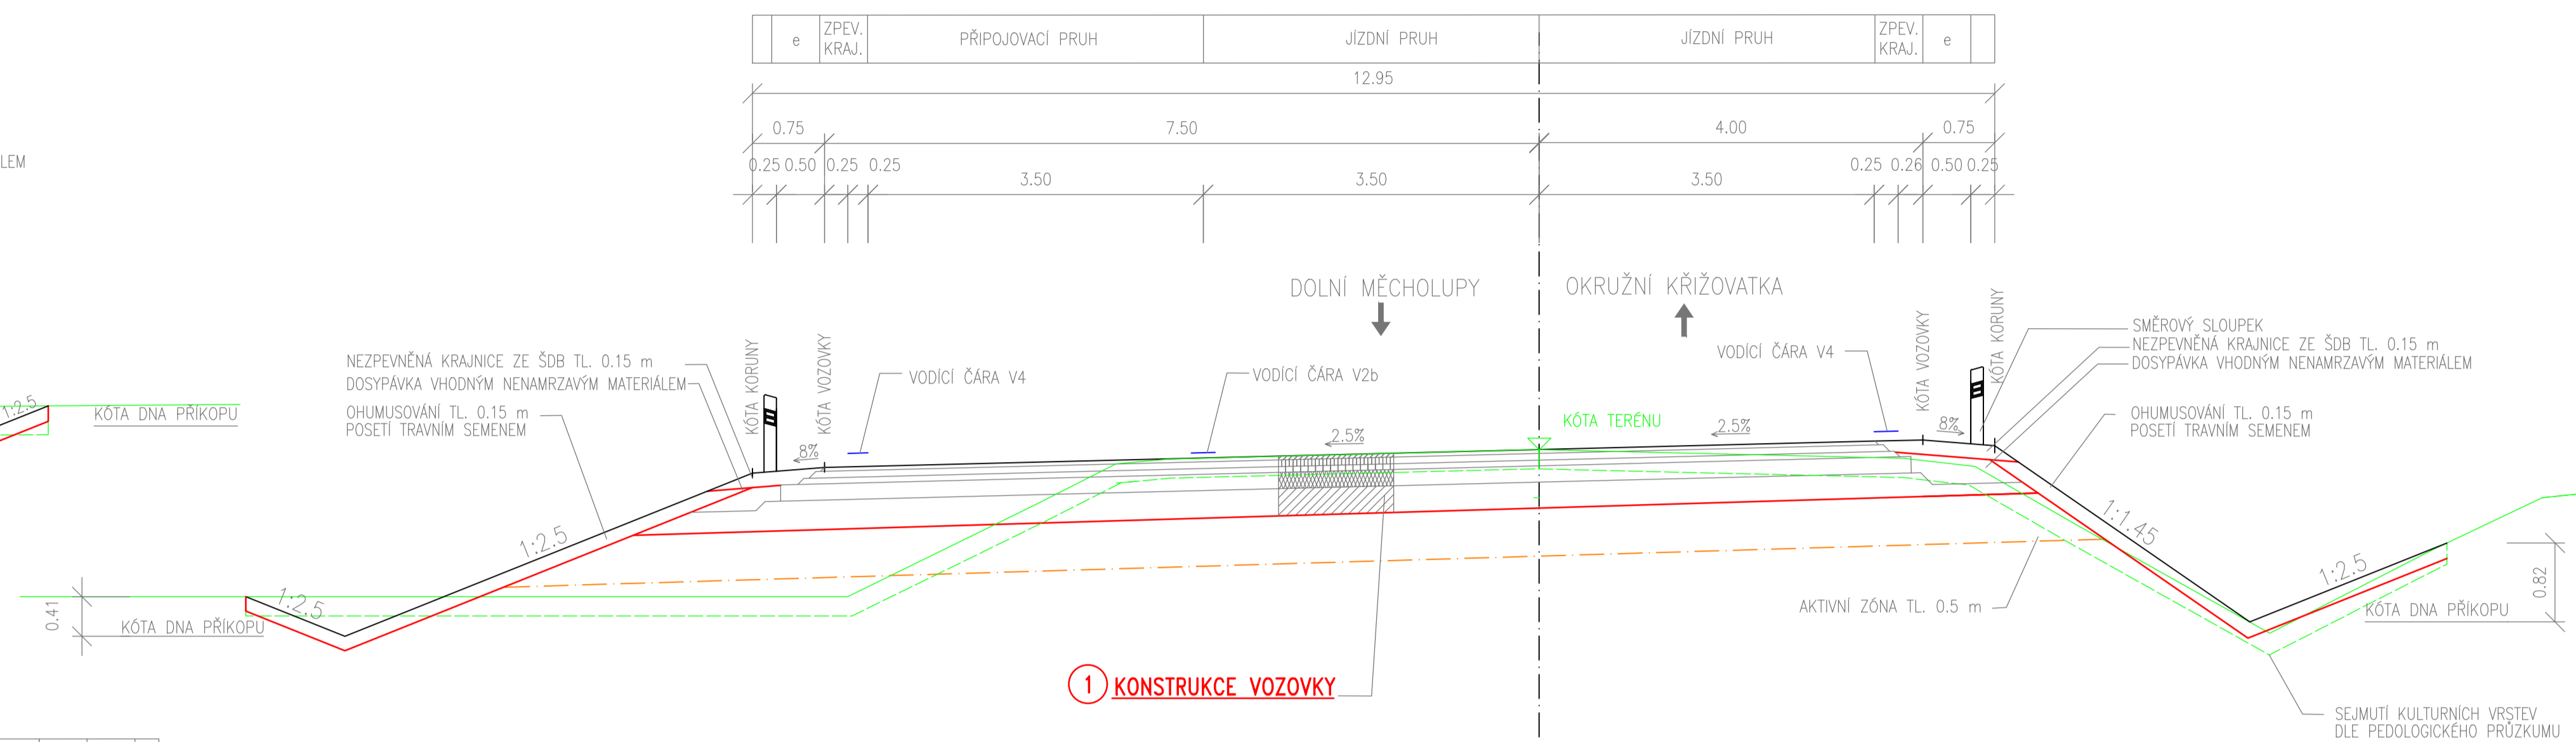 e
ZPEV.
KRAJ.
PŘIPOJOVACÍ PRUH
JÍZDNÍ PRUH
JÍZDNÍ PRUH
ZPEV.
KRAJ.
e
12.95
0.75
7.50
4.00
0.75
0.25 0.50 0.25 0.25
3.50
3.50
3.50
0.25 0.26 0.50 0.25
LEM
DOLNÍ MĚCHOLUPY
OKRUŽNÍ KŘIŽOVATKA
NEZPEVNĚNÁ KRAJNICE ZE ŠDB TL. 0.15 m
DOSYPÁVKA VHODNÝM NENAMRZAVÝM MATERIÁLEM
OHUMUSOVÁNÍ TL. 0.15 m
POSETÍ TRAVNÍM SEMENEM
KÓTA KORUNY
KÓTA VOZOVKY
8%
VODÍCÍ ČÁRA V4
VODÍCÍ ČÁRA V2b
2.5%
KÓTA TERÉNU
2.5%
VODÍCÍ ČÁRA V4
KÓTA VOZOVKY
8%
KÓTA KORUNY
SMĚROVÝ SLOUPEK
NEZPEVNĚNÁ KRAJNICE ZE ŠDB TL. 0.15 m
DOSYPÁVKA VHODNÝM NENAMRZAVÝM MATERIÁLEM
OHUMUSOVÁNÍ TL. 0.15 m
POSETÍ TRAVNÍM SEMENEM
1:2.5
KÓTA DNA PŘÍKOPU
1:2.5
1:2.5
0.41
KÓTA DNA PŘÍKOPU
1:1.45
1:2.5
0.82
KÓTA DNA PŘÍKOPU
AKTIVNÍ ZÓNA TL. 0.5 m
1 KONSTRUKCE VOZOVKY
SEJMUTÍ KULTURNÍCH VRSTEV
DLE PEDOLOGICKÉHO PRŮZKUMU